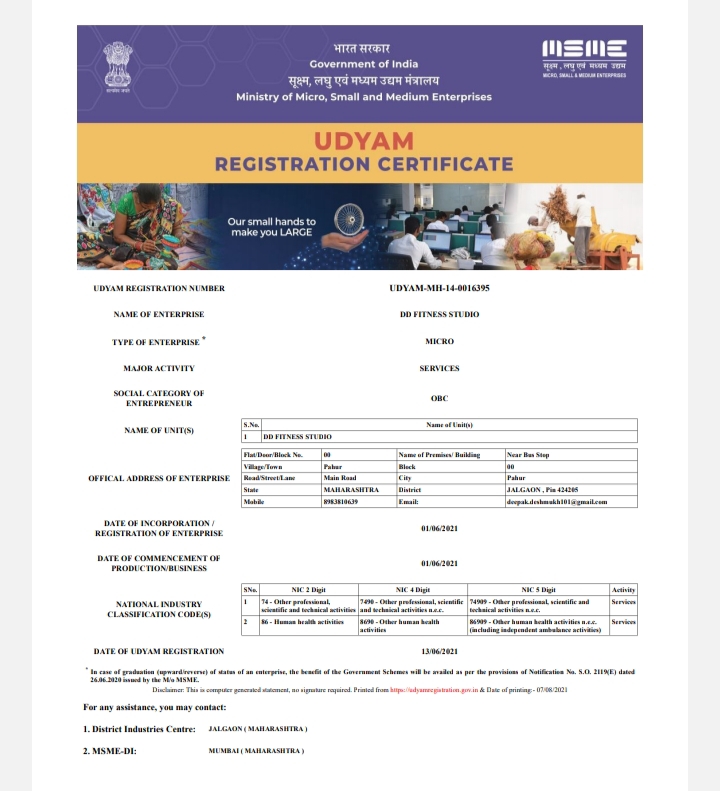 भारत सरकार
Government of India
सूक्ष्म, लघु एवं मध्यम उद्यम मंत्रालय
Ministry of Micro, Small and Medium Enterprises
सत्यमेव जयते
MSME
सूक्ष्म, लघु एवं मध्यम उद्यम
MICRO, SMALL & MEDIUM ENTERPRISES
UDYAM
REGISTRATION CERTIFICATE
Our small hands to
make you LARGE
UDYAM REGISTRATION NUMBER UDYAM-MH-14-0016395
NAME OF ENTERPRISE DD FITNESS STUDIO
TYPE OF ENTERPRISE * MICRO
MAJOR ACTIVITY SERVICES
SOCIAL CATEGORY OF
ENTREPRENEUR OBC
NAME OF UNIT(S)
S.No. Name of Unit(s)
1 DD FITNESS STUDIO
OFFICAL ADDRESS OF ENTERPRISE
Flat/Door/Block No. 00 Name of Premises/ Building Near Bus Stop
Village/Town Pahur Block 00
Road/Street/Lane Main Road City Pahur
State MAHARASHTRA District JALGAON , Pin 424205
Mobile 8983810639 Email: deepak.deshmukh101@gmail.com
DATE OF INCORPORATION /
REGISTRATION OF ENTERPRISE 01/06/2021
DATE OF COMMENCEMENT OF
PRODUCTION/BUSINESS 01/06/2021
NATIONAL INDUSTRY
CLASSIFICATION CODE(S)
SNo. NIC 2 Digit NIC 4 Digit NIC 5 Digit Activity
1 74 - Other professional, 7490 - Other professional, scientific 74909 - Other professional, scientific and Services
scientific and technical activities and technical activities n.e.c. technical activities n.e.c.
2 86 - Human health activities 8690 - Other human health 86909 - Other human health activities n.e.c. Services
activities (including independent ambulance activities)
DATE OF UDYAM REGISTRATION 13/06/2021
* In case of graduation (upward/reverse) of status of an enterprise, the benefit of the Government Schemes will be availed as per the provisions of Notification No. S.O. 2119(E) dated
26.06.2020 issued by the M/o MSME.
Disclaimer: This is computer generated statement, no signature required. Printed from https://udyamregistration.gov.in & Date of printing:- 07/08/2021
For any assistance, you may contact:
1. District Industries Centre: JALGAON ( MAHARASHTRA )
2. MSME-DI: MUMBAI ( MAHARASHTRA )